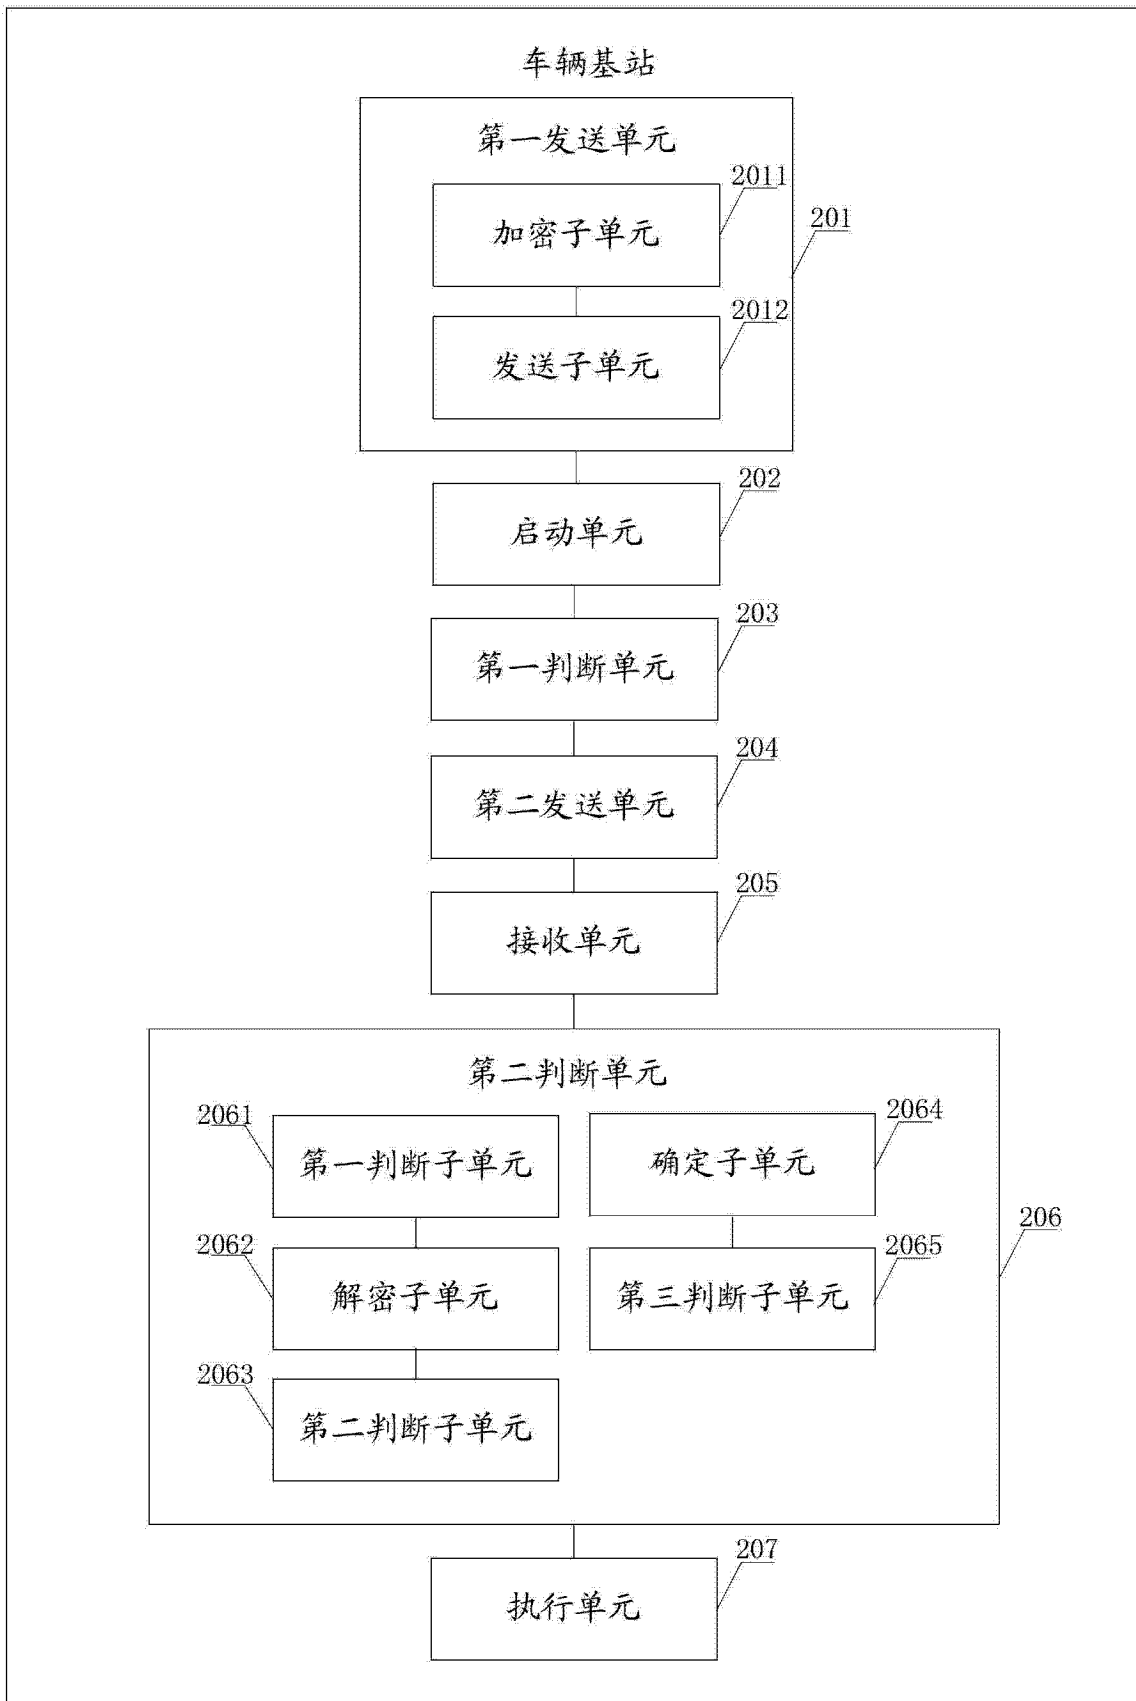 车辆基站
第一发送单元
2011
加密子单元
201
2012
发送子单元
202
启动单元
203
第一判断单元
204
第二发送单元
205
接收单元
第二判断单元
2061
第一判断子单元
2064
确定子单元
206
2062
解密子单元
2065
第三判断子单元
2063
第二判断子单元
207
执行单元